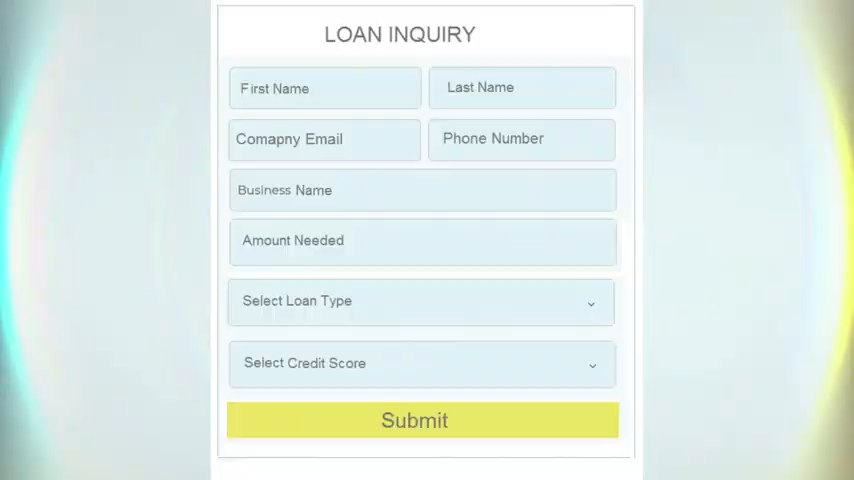 LOAN INQUIRY
First Name Last Name
Comapny Email Phone Number
Business Name
Amount Needed
Select Loan Type
Select Credit Score
Submit